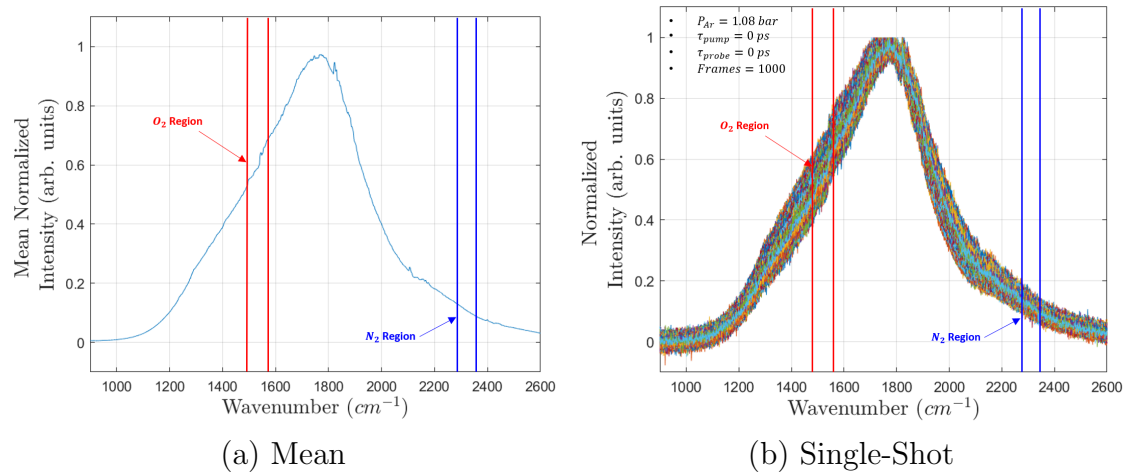 Mean Normalized
Intensity (arb. units)
1
0.8
0.6
0.4
0.2
0
O₂ Region
N₂ Region
1000 1400 1800 2200 2600
1200 1600 2000 2400
Wavenumber (cm⁻¹)
(a) Mean
Normalized
Intensity (arb. units)
• P_Ar = 1.08 bar
• τ_pump = 0 ps
• τ_probe = 0 ps
• Frames = 1000
1
0.8
0.6
0.4
0.2
0
O₂ Region
N₂ Region
1000 1200 1400 1600 1800 2000 2200 2400 2600
Wavenumber (cm⁻¹)
(b) Single-Shot